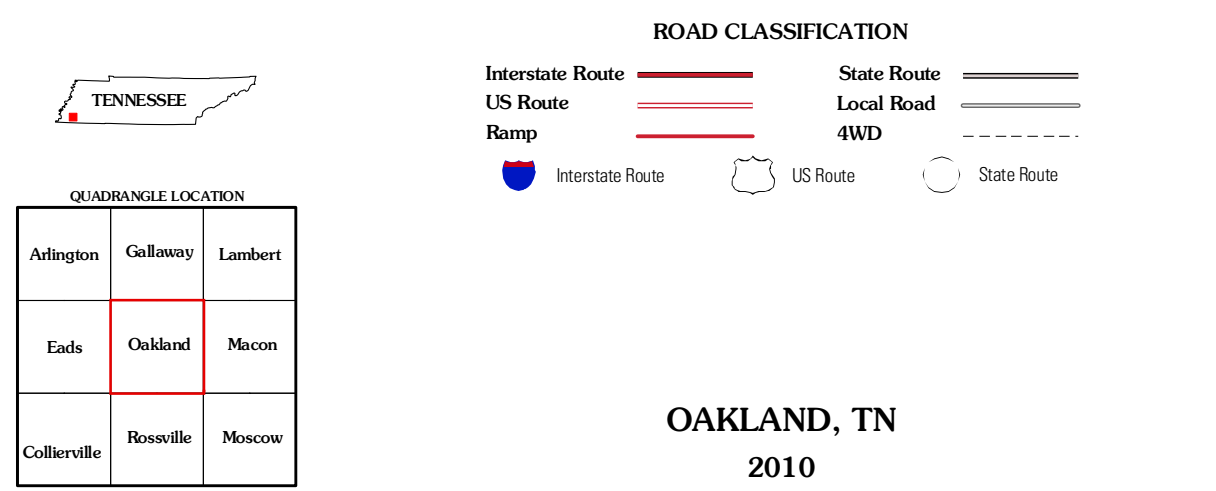 ROAD CLASSIFICATION
Interstate Route
State Route
US Route
Local Road
Ramp
4WD
Interstate Route
US Route
State Route
TENNESSEE
QUADRANGLE LOCATION
Arlington
Gallaway
Lambert
Eads
Oakland
Macon
Collierville
Rossville
Moscow
OAKLAND, TN
2010